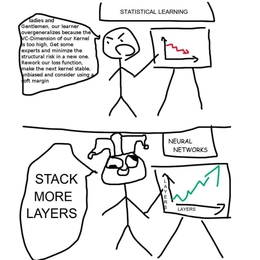 STATISTICAL LEARNING
ladies and
Gentlemen, our learner
overgeneralizes because the
VC-Dimension of our Kernel
is too high, Get some
experts and minimize the
structural risk in a new one.
Rework our loss function,
make the next kernel stable,
unbiased and consider using a
soft margin
NEURAL
NETWORKS
STACK
MORE
LAYERS
LAYERS
LAYERS